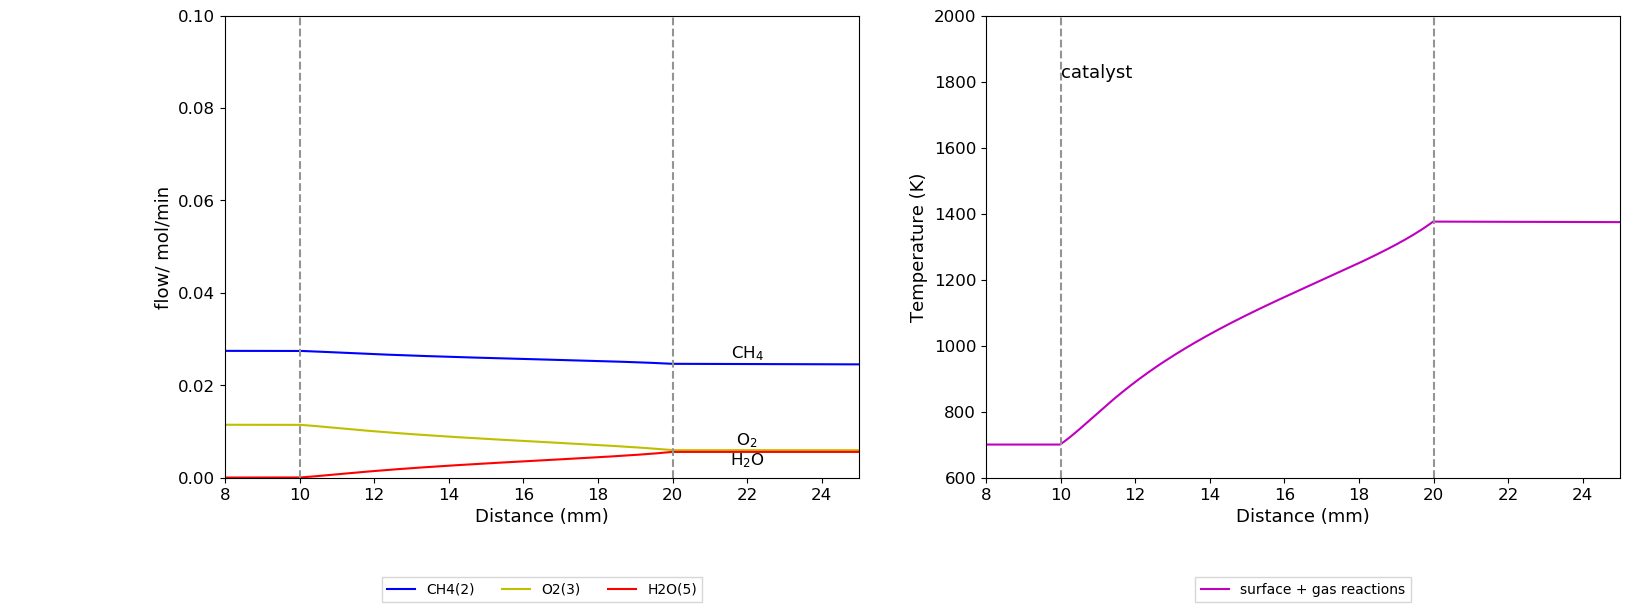 0.10
0.08
0.06
0.04
0.02
0.00
flow/ mol/min
CH₄
O₂
H₂O
8 10 12 14 16 18 20 22 24
Distance (mm)
CH4(2) O2(3) H2O(5)
2000
1800
1600
1400
1200
1000
800
600
Temperature (K)
catalyst
8 10 12 14 16 18 20 22 24
Distance (mm)
surface + gas reactions